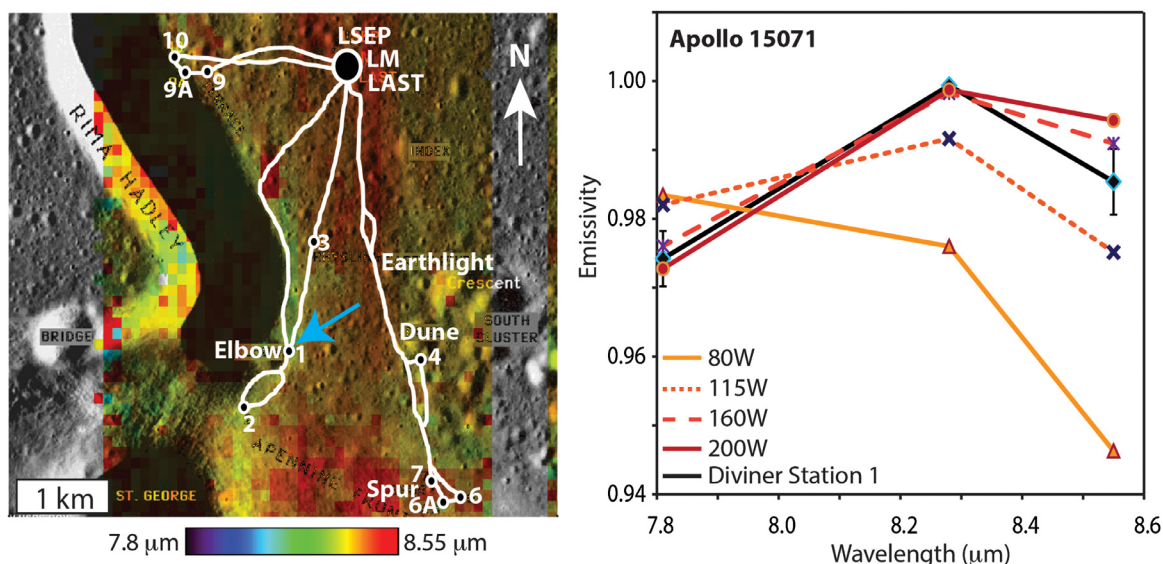 10
LSEP
LM
LAST
9A
9
N
RIMA HADLEY
INDEX
3
Earthlight
Crescent
BRIDGE
SOUTH
CLUSTER
Dune
Elbow
1
4
2
APENNINE FRONT
7
Spur
6
6A
1 km
ST. GEORGE
7.8 μm
8.55 μm
Apollo 15071
Emissivity
1.00
0.98
0.96
0.94
80W
115W
160W
200W
Diviner Station 1
7.8
8.0
8.2
8.4
8.6
Wavelength (μm)